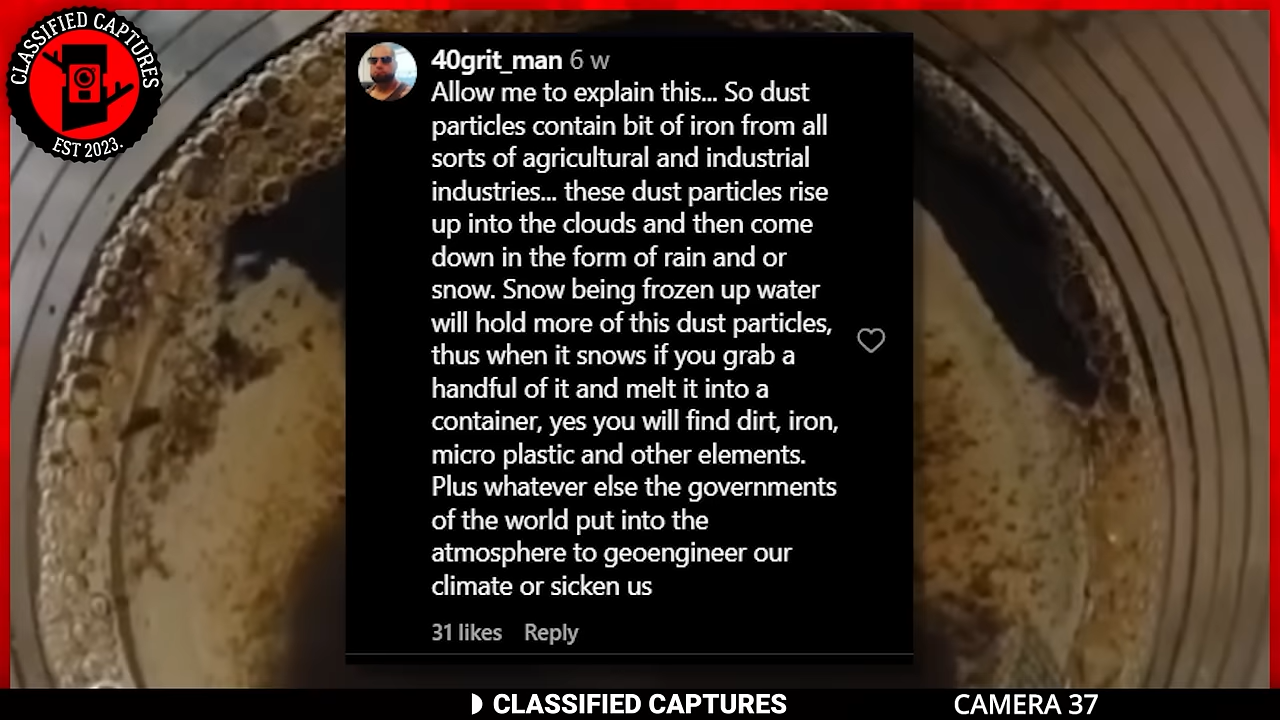 CLASSIFIED CAPTURES
EST 2023.
40grit_man 6 w
Allow me to explain this... So dust
particles contain bit of iron from all
sorts of agricultural and industrial
industries... these dust particles rise
up into the clouds and then come
down in the form of rain and or
snow. Snow being frozen up water
will hold more of this dust particles,
thus when it snows if you grab a
handful of it and melt it into a
container, yes you will find dirt, iron,
micro plastic and other elements.
Plus whatever else the governments
of the world put into the
atmosphere to geoengineer our
climate or sicken us
31 likes Reply
CLASSIFIED CAPTURES
CAMERA 37